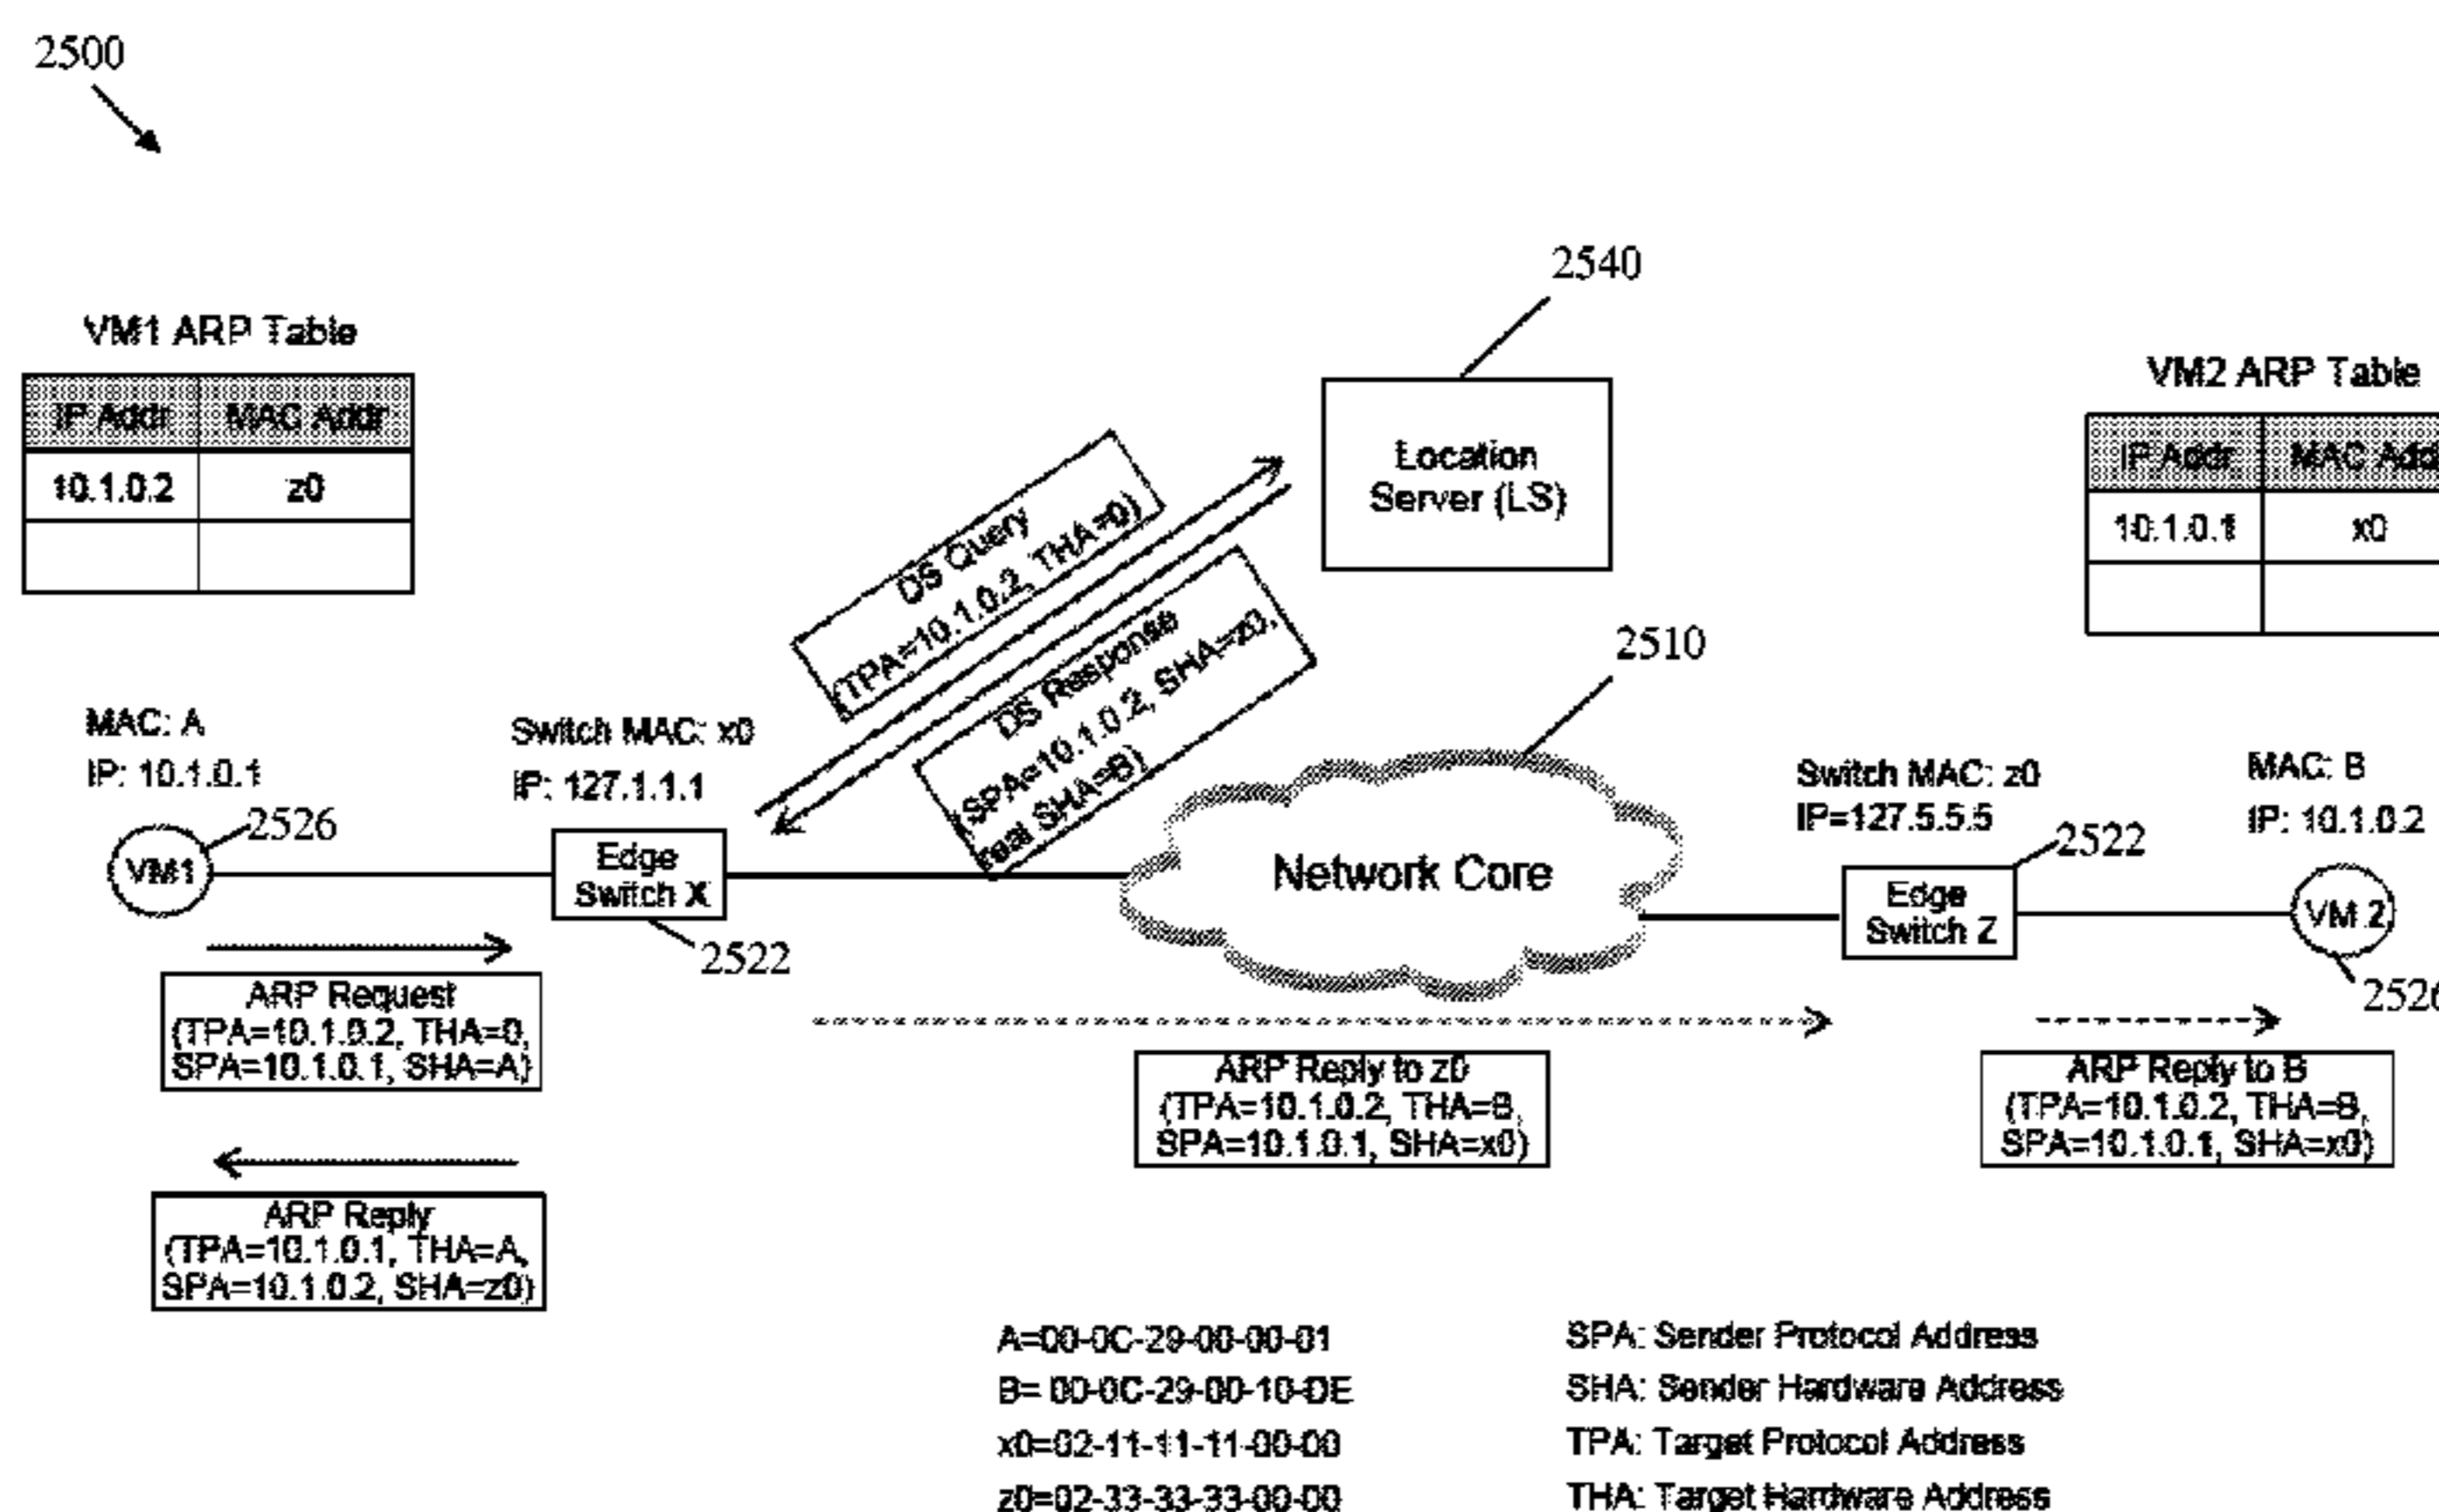 2500
2540
VM1 ARP Table
IP Addr MAC Addr
10.1.0.2 z0
Location
Server (LS)
VM2 ARP Table
IP Addr MAC Addr
10.1.0.1 x0
DS Query
(TPA=10.1.0.2, THA=0)
DS Response
(SPA=10.1.0.2, SHA=z0,
real SHA=B)
2510
MAC: A
IP: 10.1.0.1
2526
VM1
Switch MAC: x0
IP: 127.1.1.1
Edge
Switch X
2522
Network Core
Switch MAC: z0
IP=127.5.5.5
2522
Edge
Switch Z
MAC: B
IP: 10.1.0.2
VM 2
2526
ARP Request
(TPA=10.1.0.2, THA=0,
SPA=10.1.0.1, SHA=A)
ARP Reply to z0
(TPA=10.1.0.2, THA=B,
SPA=10.1.0.1, SHA=x0)
ARP Reply to B
(TPA=10.1.0.2, THA=B,
SPA=10.1.0.1, SHA=x0)
ARP Reply
(TPA=10.1.0.1, THA=A,
SPA=10.1.0.2, SHA=z0)
A=00-0C-29-00-00-01
B= 00-0C-29-00-10-DE
x0=02-11-11-11-00-00
z0=02-33-33-33-00-00
SPA: Sender Protocol Address
SHA: Sender Hardware Address
TPA: Target Protocol Address
THA: Target Hardware Address